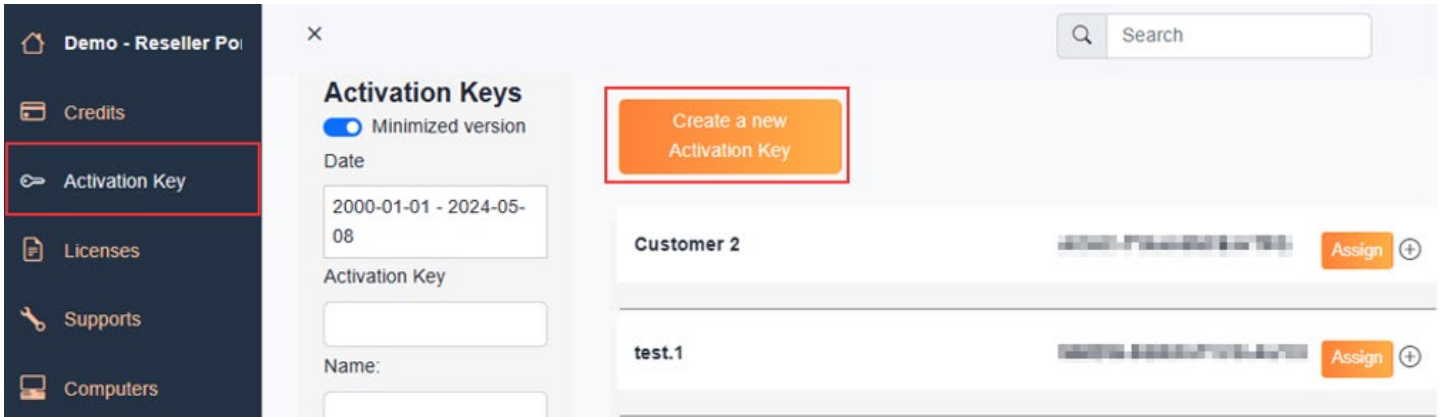 Demo - Reseller Po
Credits
Activation Key
Licenses
Supports
Computers
Search
Activation Keys
Minimized version
Date
2000-01-01 - 2024-05-
08
Activation Key
Name:
Create a new
Activation Key
Customer 2
Assign
test.1
Assign